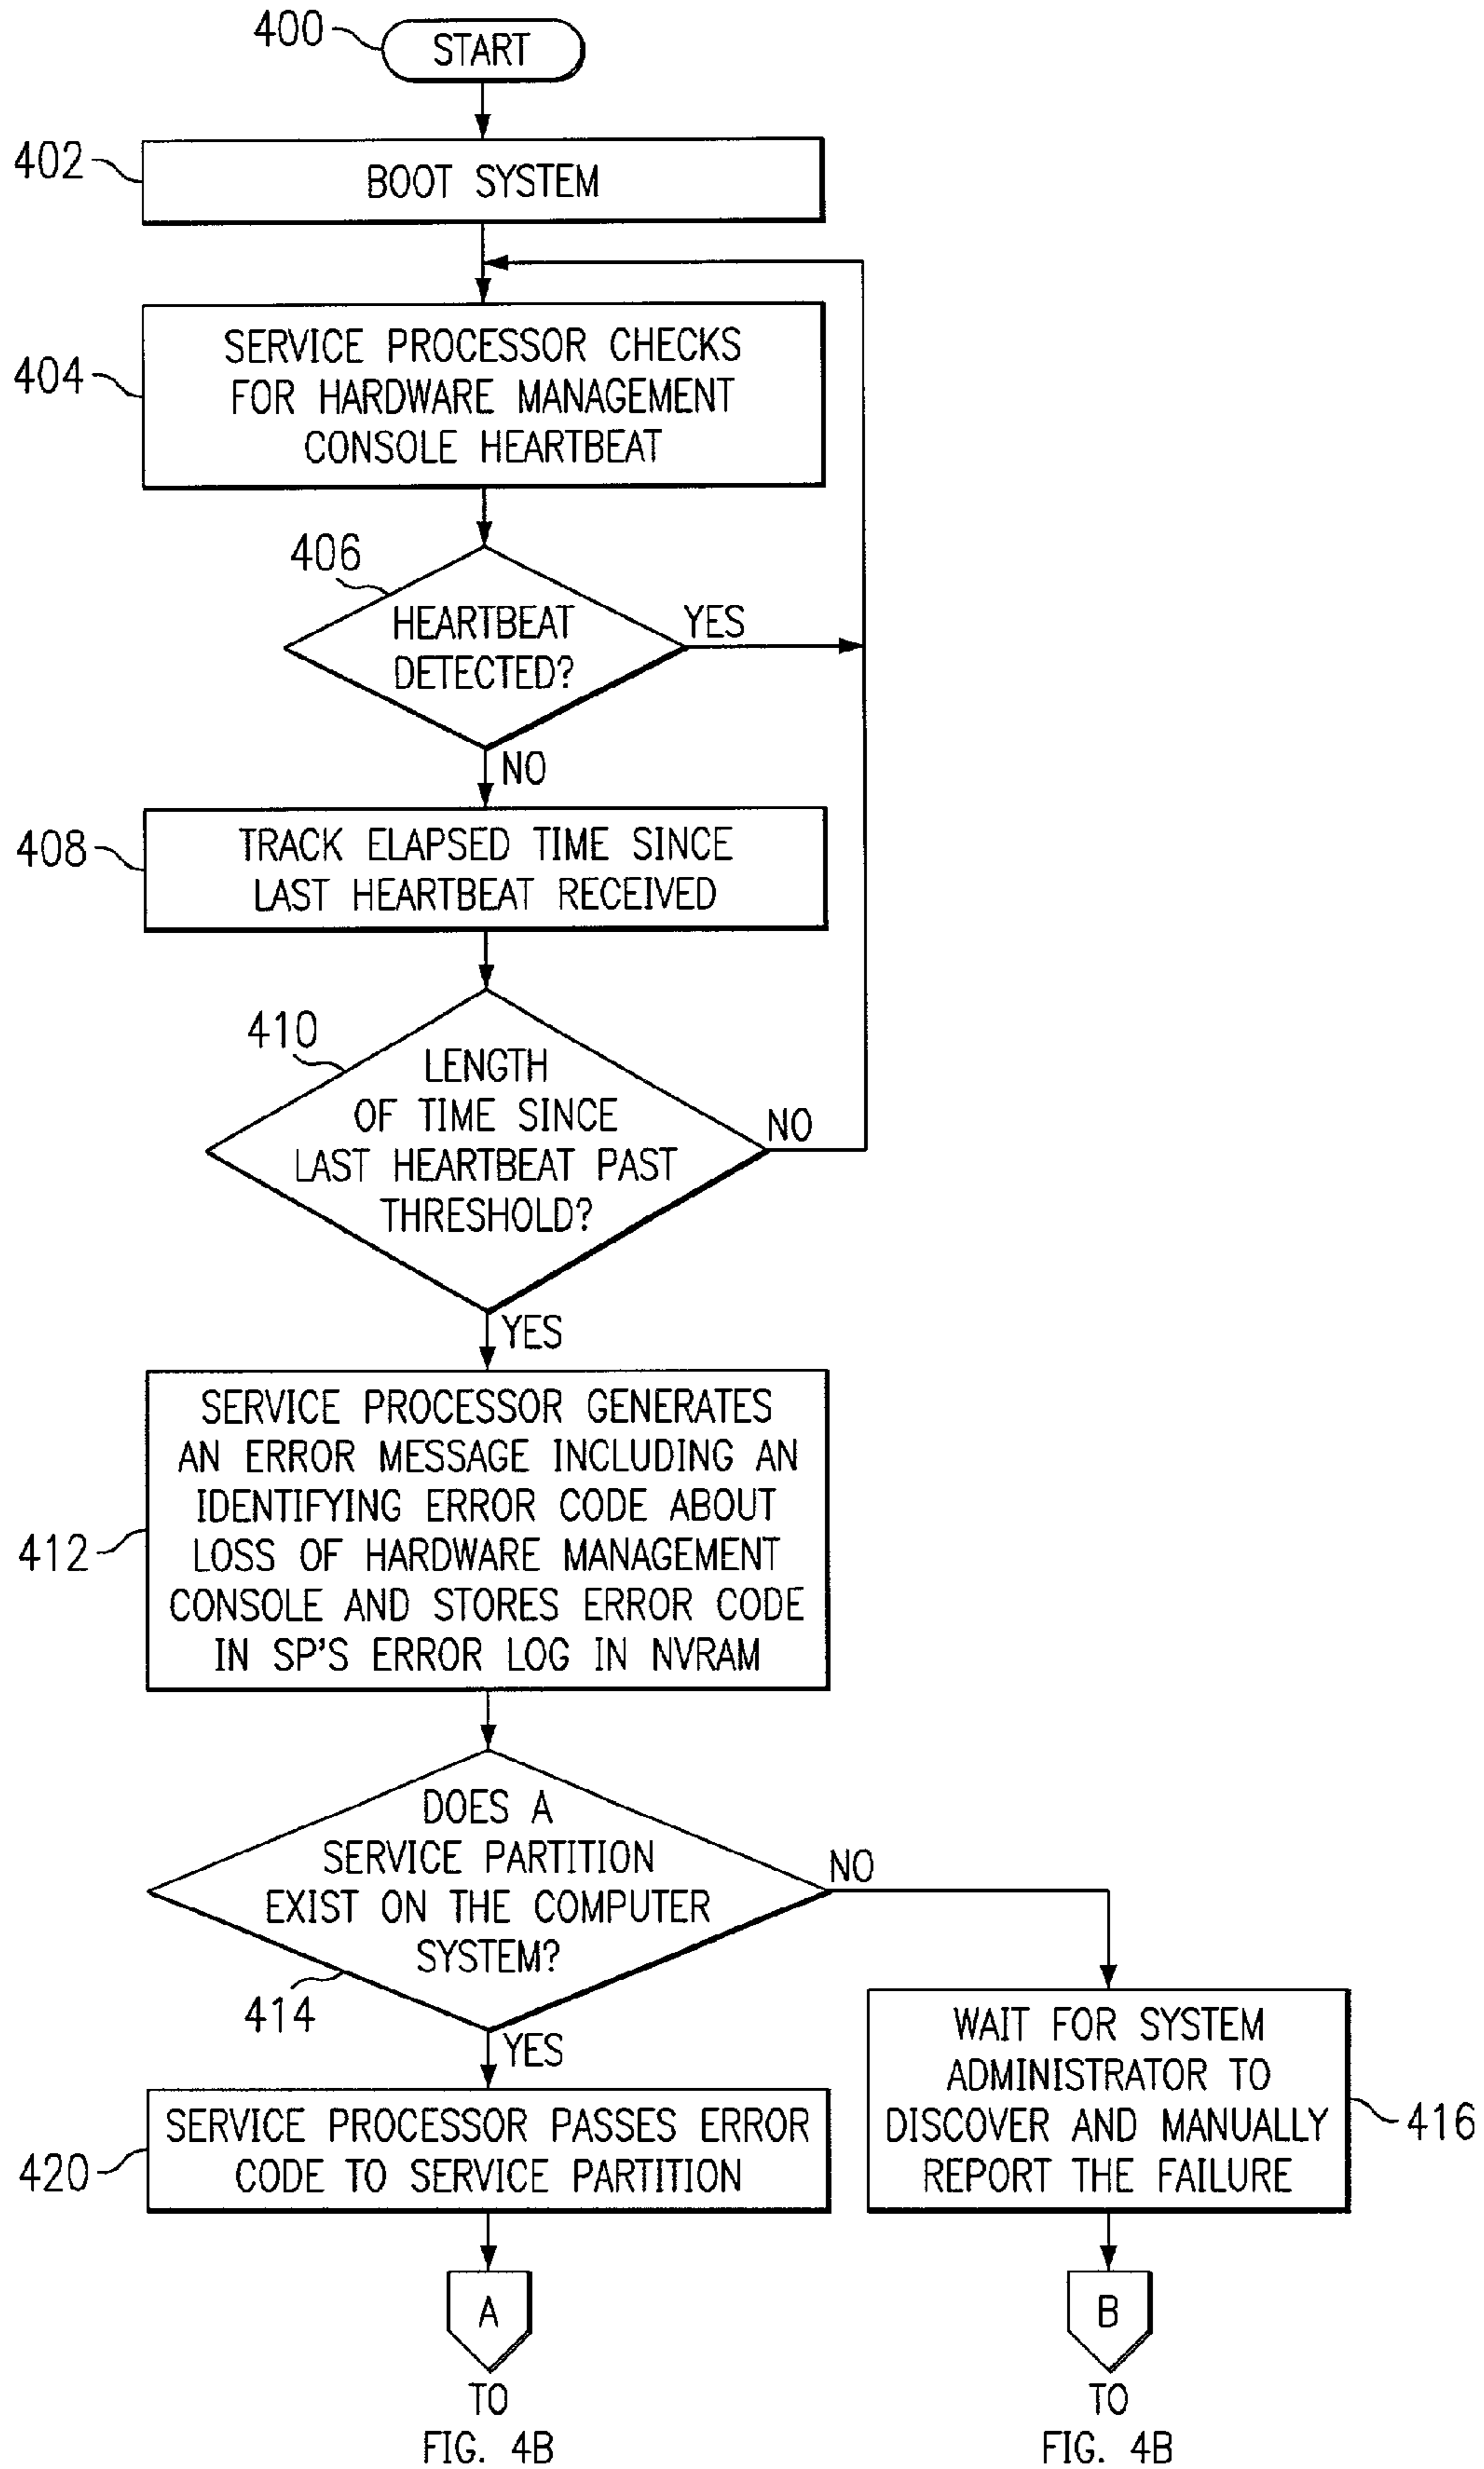 400
START
402
BOOT SYSTEM
404
SERVICE PROCESSOR CHECKS
FOR HARDWARE MANAGEMENT
CONSOLE HEARTBEAT
406
HEARTBEAT
DETECTED?
YES
NO
408
TRACK ELAPSED TIME SINCE
LAST HEARTBEAT RECEIVED
410
LENGTH
OF TIME SINCE
LAST HEARTBEAT PAST
THRESHOLD?
NO
YES
412
SERVICE PROCESSOR GENERATES
AN ERROR MESSAGE INCLUDING AN
IDENTIFYING ERROR CODE ABOUT
LOSS OF HARDWARE MANAGEMENT
CONSOLE AND STORES ERROR CODE
IN SP'S ERROR LOG IN NVRAM
DOES A
SERVICE PARTITION
EXIST ON THE COMPUTER
SYSTEM?
414
NO
YES
420
SERVICE PROCESSOR PASSES ERROR
CODE TO SERVICE PARTITION
WAIT FOR SYSTEM
ADMINISTRATOR TO
DISCOVER AND MANUALLY
REPORT THE FAILURE
416
A
TO
FIG. 4B
B
TO
FIG. 4B